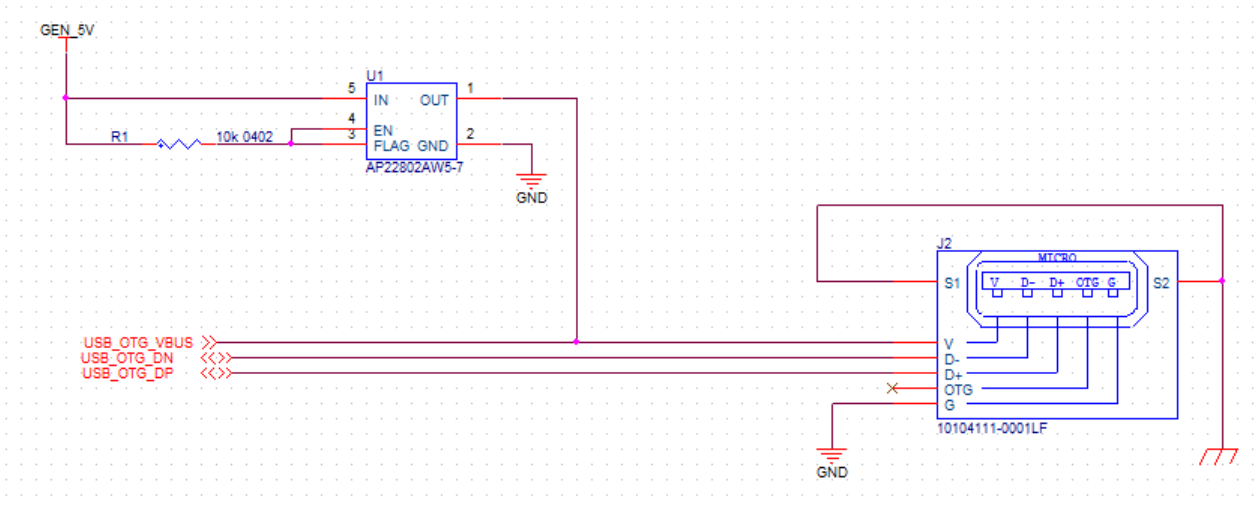 GEN_5V
U1
5
IN
OUT
1
4
EN
3
FLAG
GND
2
R1
10k 0402
AP22802AW5-7
GND
J2
MICRO
S1
V
D-
D+
OTG
G
S2
USB_OTG_VBUS
V
USB_OTG_DN
D-
USB_OTG_DP
D+
OTG
G
10104111-0001LF
GND